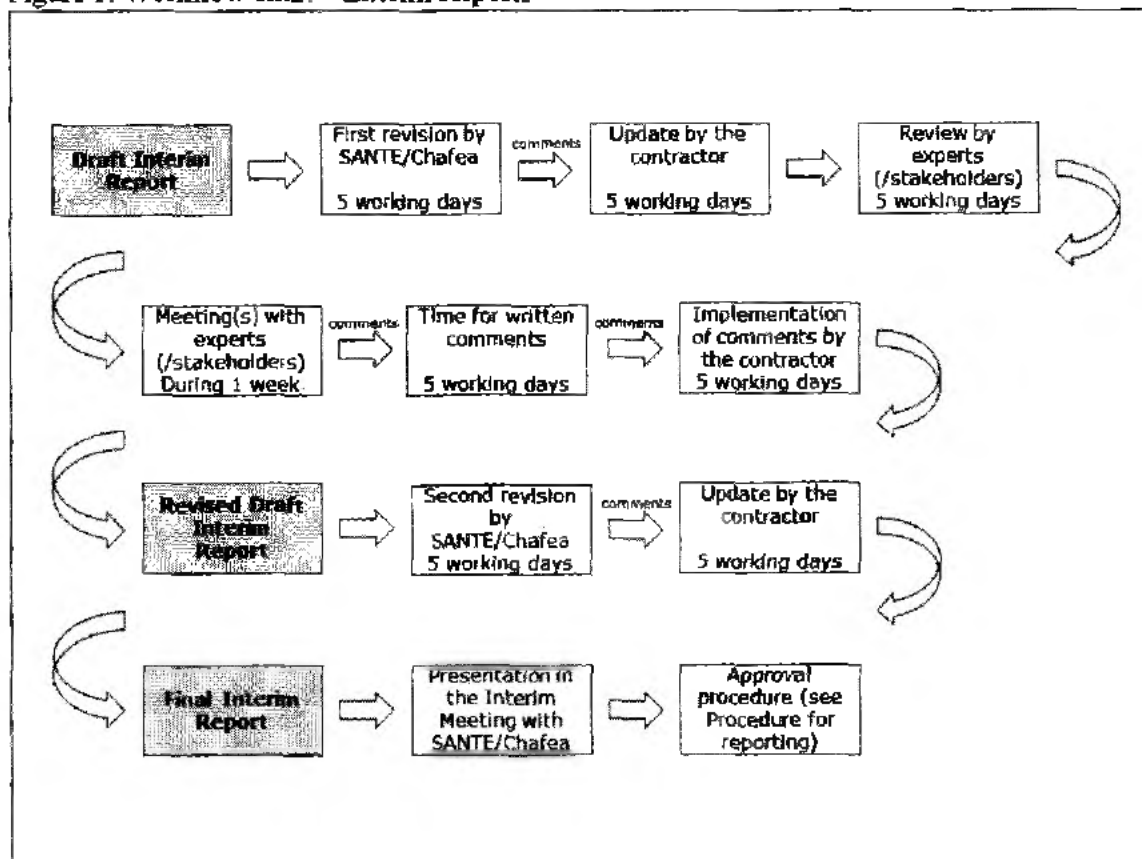 Draft Interim
Report
First revision by
SANTE/Chafea
5 working days
comments
Update by the
contractor
5 working days
Review by
experts
(/stakeholders)
5 working days
Meeting(s) with
experts
(/stakeholders)
During 1 week
comments
Time for written
comments
5 working days
comments
Implementation
of comments by
the contractor
5 working days
Revised Draft
Interim
Report
Second revision
by
SANTE/Chafea
5 working days
comments
Update by the
contractor
5 working days
Final Interim
Report
Presentation in
the Interim
Meeting with
SANTE/Chafea
Approval
procedure (see
Procedure for
reporting)